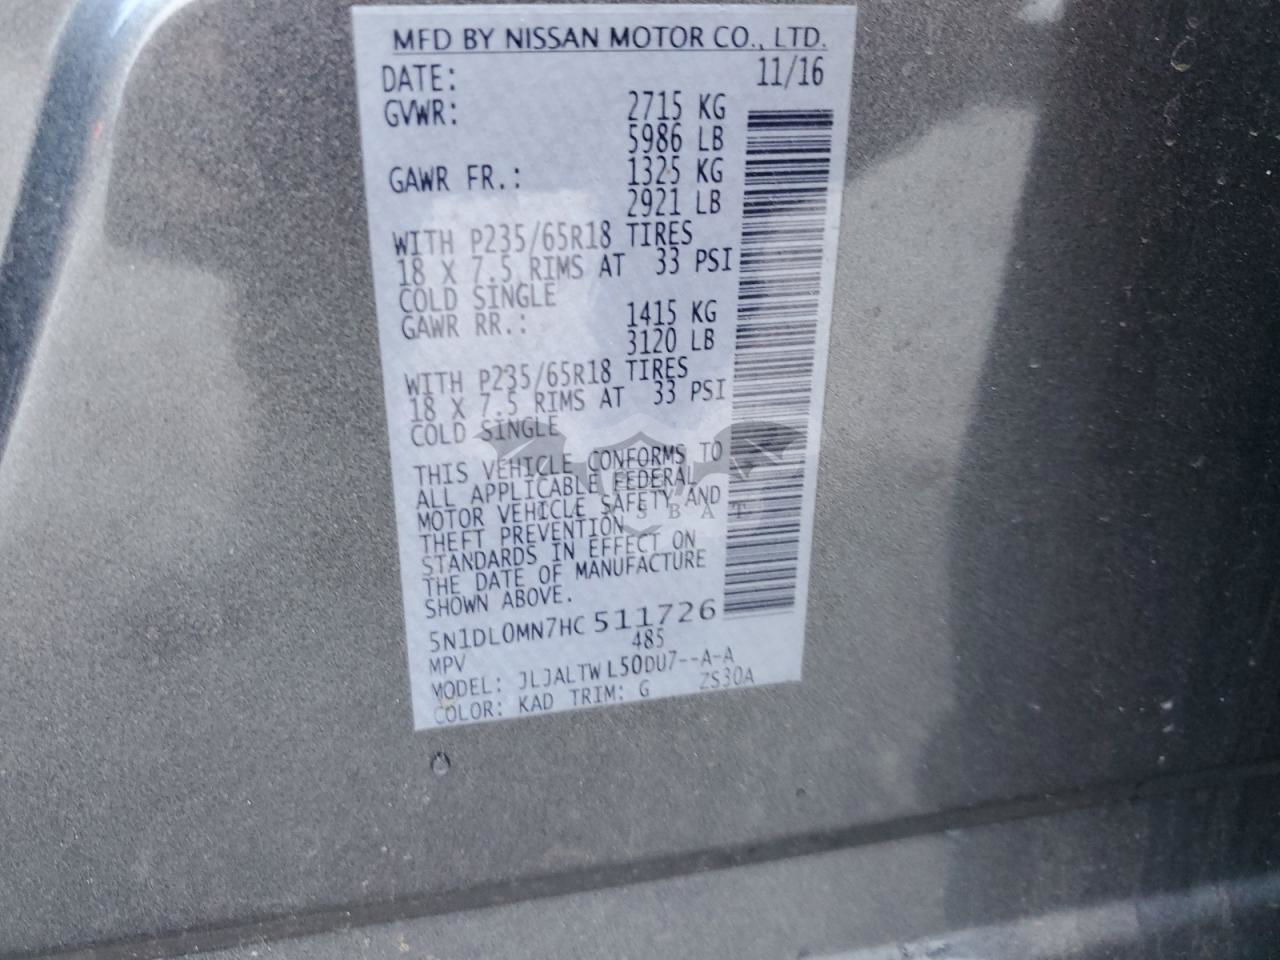 MFD BY NISSAN MOTOR CO., LTD.
DATE: 11/16
GVWR: 2715 KG
5986 LB
GAWR FR.: 1325 KG
2921 LB
WITH P235/65R18 TIRES
18 X 7.5 RIMS AT 33 PSI
COLD SINGLE
GAWR RR.: 1415 KG
3120 LB
WITH P235/65R18 TIRES
18 X 7.5 RIMS AT 33 PSI
COLD SINGLE
THIS VEHICLE CONFORMS TO
ALL APPLICABLE FEDERAL
MOTOR VEHICLE SAFETY AND
THEFT PREVENTION
STANDARDS IN EFFECT ON
THE DATE OF MANUFACTURE
SHOWN ABOVE.
5N1DL0MN7HC 511726
MPV 485
MODEL: JLJALTWL50DU7--A-A
COLOR: KAD TRIM: G ZS30A
SBAT